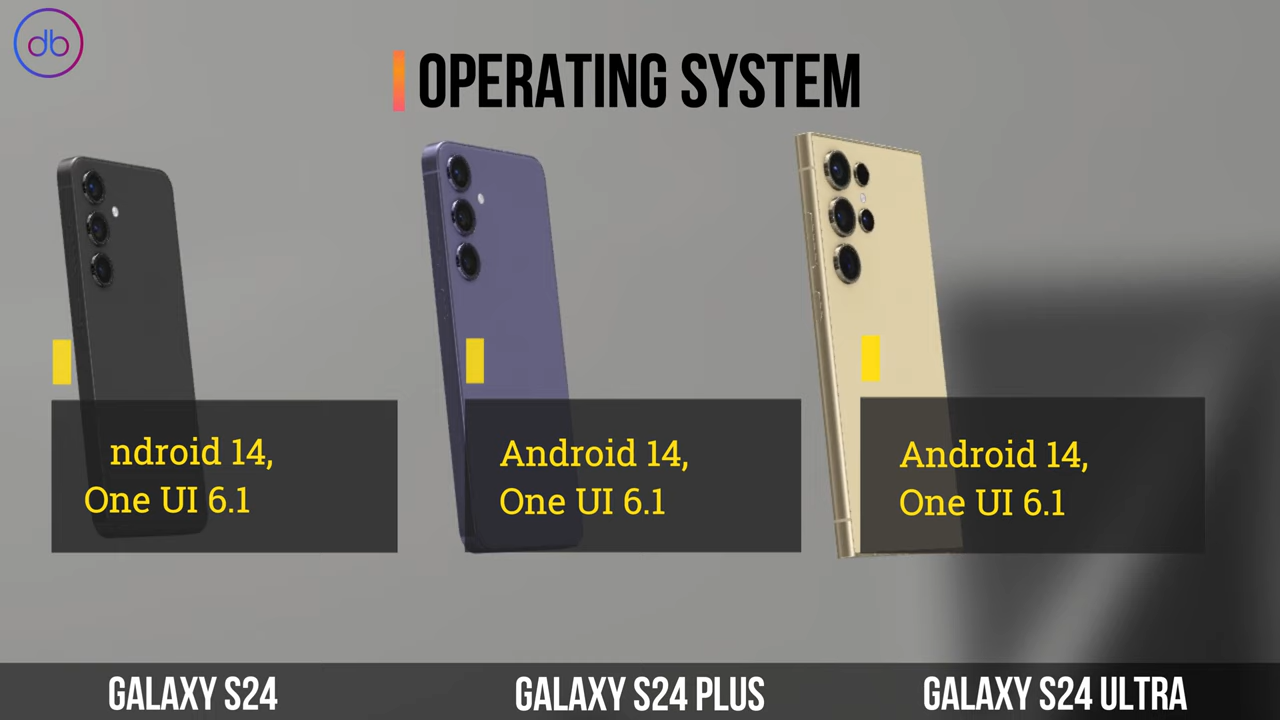 db
OPERATING SYSTEM
ndroid 14,
One UI 6.1
Android 14,
One UI 6.1
Android 14,
One UI 6.1
GALAXY S24
GALAXY S24 PLUS
GALAXY S24 ULTRA